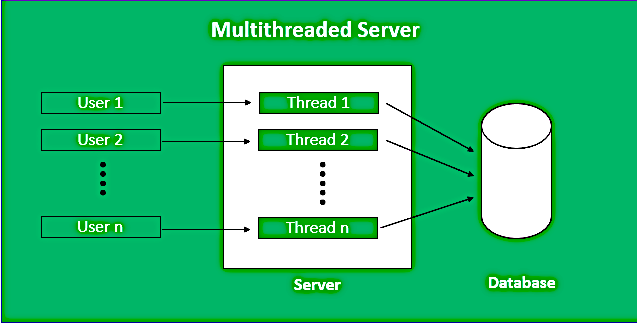 Multithreaded Server
User 1
Thread 1
User 2
Thread 2
User n
Thread n
Server
Database